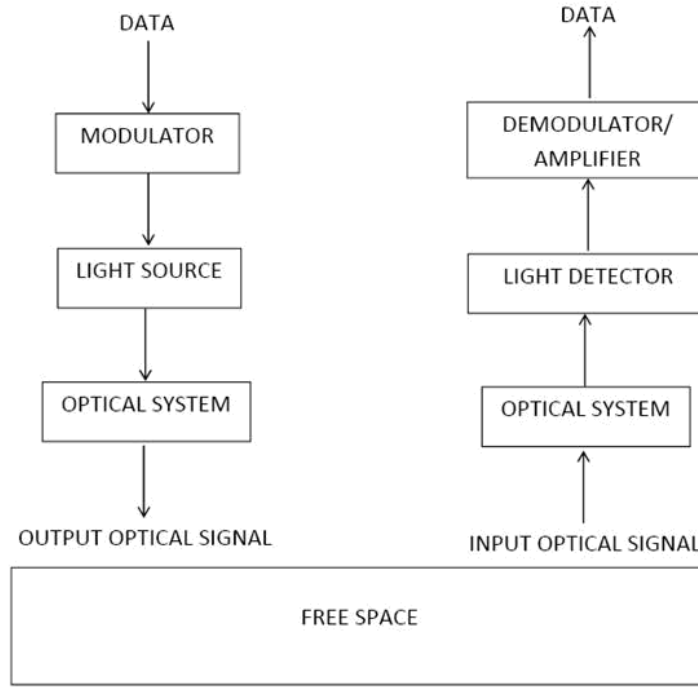 DATA
MODULATOR
LIGHT SOURCE
OPTICAL SYSTEM
OUTPUT OPTICAL SIGNAL
DATA
DEMODULATOR/
AMPLIFIER
LIGHT DETECTOR
OPTICAL SYSTEM
INPUT OPTICAL SIGNAL
FREE SPACE